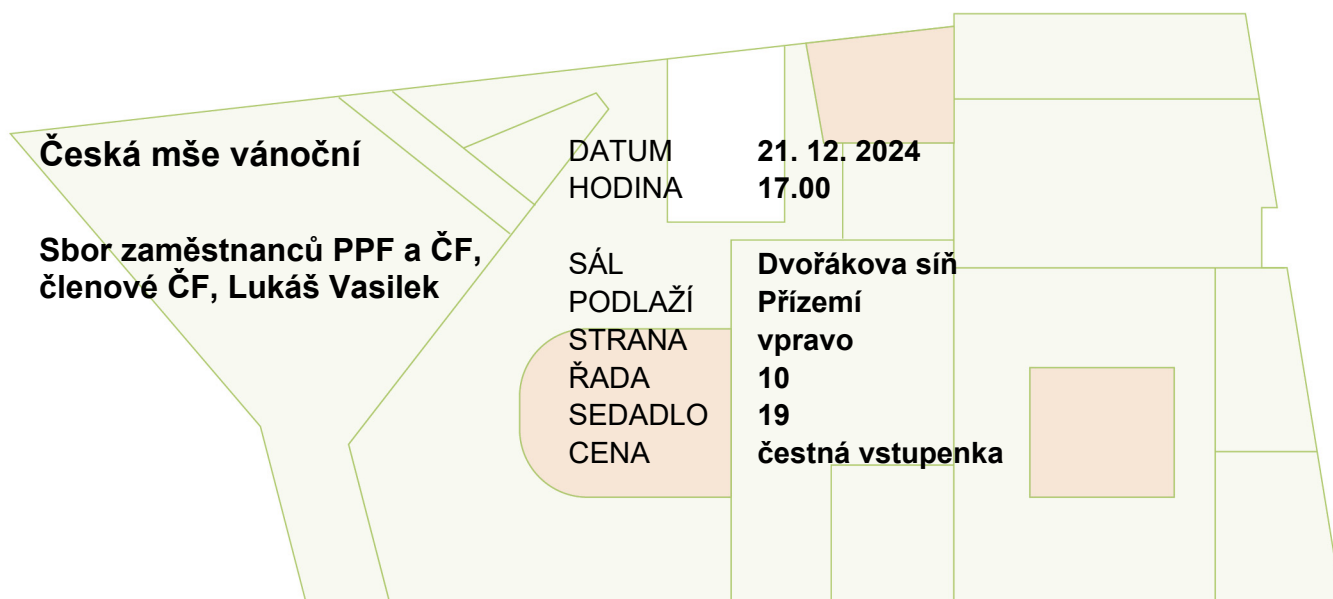 Česká mše vánoční
Sbor zaměstnanců PPF a ČF,
členové ČF, Lukáš Vasilek
DATUM 21. 12. 2024
HODINA 17.00
SÁL Dvořákova síň
PODLAŽÍ Přízemí
STRANA vpravo
ŘADA 10
SEDADLO 19
CENA čestná vstupenka